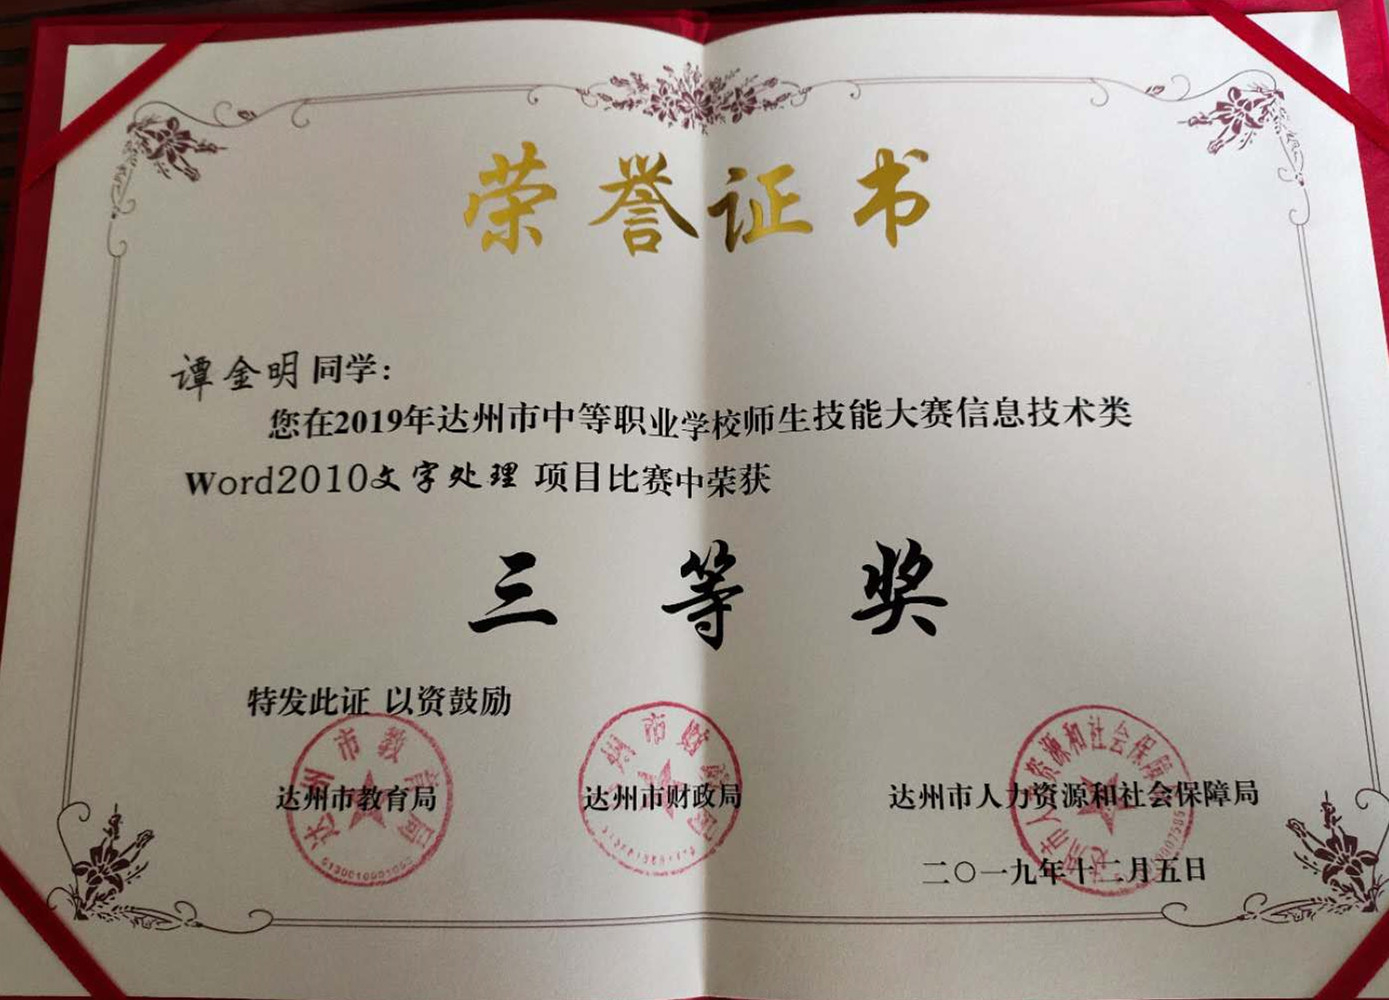 荣誉证书
谭金明同学：
您在2019年达州市中等职业学校师生技能大赛信息技术类
Word2010文字处理 项目比赛中荣获
三等奖
特发此证 以资鼓励
达州市教育局
达州市财政局
达州市人力资源和社会保障局
二〇一九年十二月五日